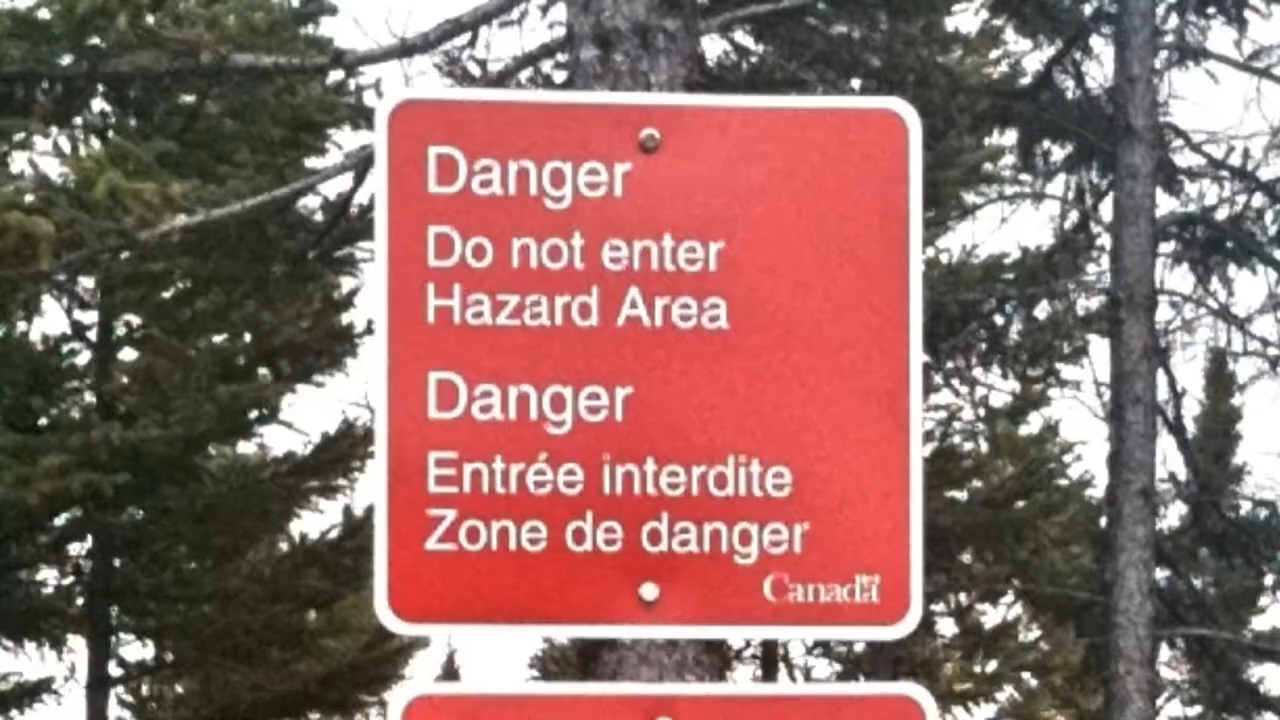 Danger
Do not enter
Hazard Area
Danger
Entrée interdite
Zone de danger
Canada